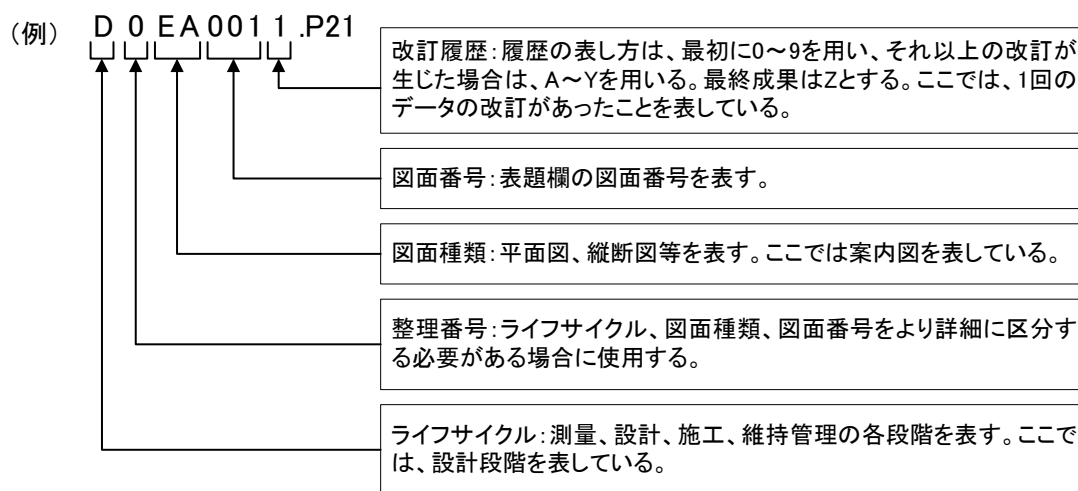 (例) D 0 EA 001 1 .P21
改訂履歴:履歴の表し方は、最初に0～9を用い、それ以上の改訂が
生じた場合は、A～Yを用いる。最終成果はZとする。ここでは、1回の
データの改訂があったことを表している。
図面番号:表題欄の図面番号を表す。
図面種類:平面図、縦断図等を表す。ここでは案内図を表している。
整理番号:ライフサイクル、図面種類、図面番号をより詳細に区分す
る必要がある場合に使用する。
ライフサイクル:測量、設計、施工、維持管理の各段階を表す。ここで
は、設計段階を表している。